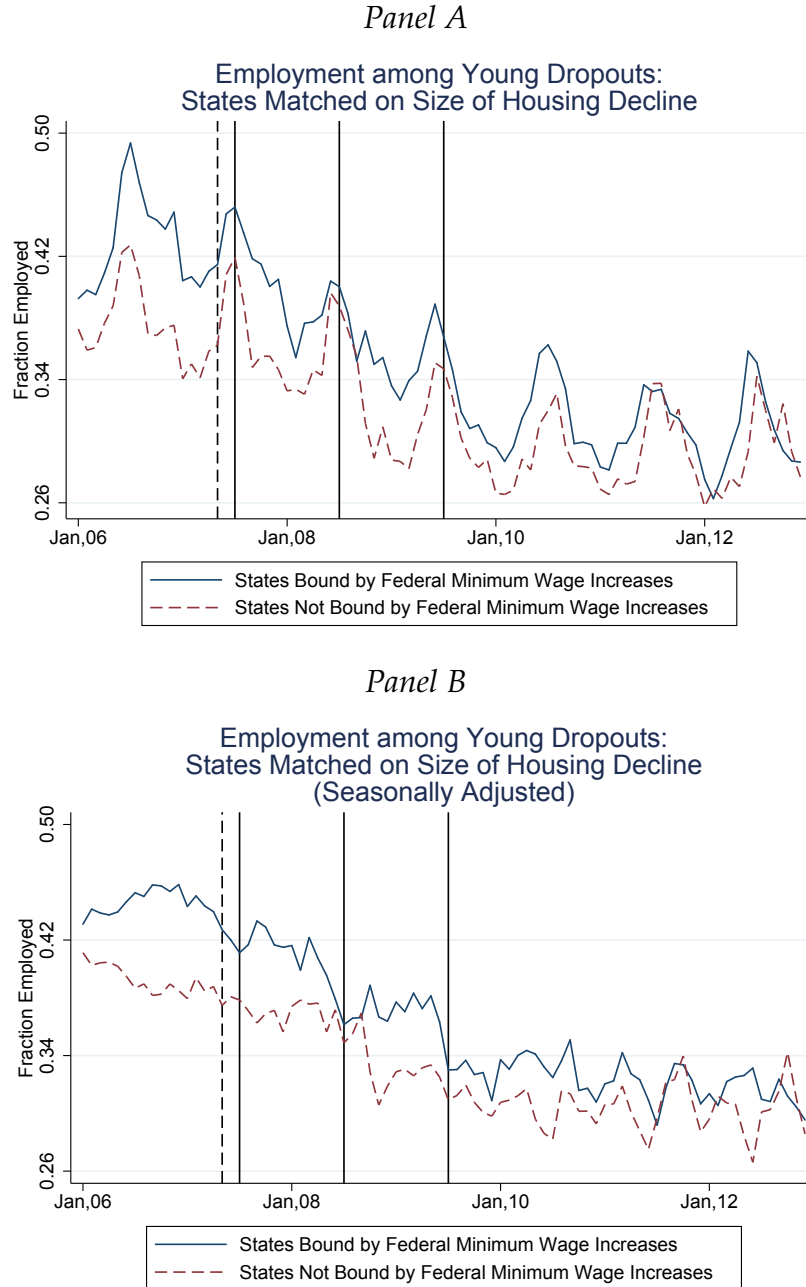 Panel A
Employment among Young Dropouts:
States Matched on Size of Housing Decline
Fraction Employed
0.50
0.42
0.34
0.26
Jan,06
Jan,08
Jan,10
Jan,12
States Bound by Federal Minimum Wage Increases
States Not Bound by Federal Minimum Wage Increases
Panel B
Employment among Young Dropouts:
States Matched on Size of Housing Decline
(Seasonally Adjusted)
Fraction Employed
0.50
0.42
0.34
0.26
Jan,06
Jan,08
Jan,10
Jan,12
States Bound by Federal Minimum Wage Increases
States Not Bound by Federal Minimum Wage Increases